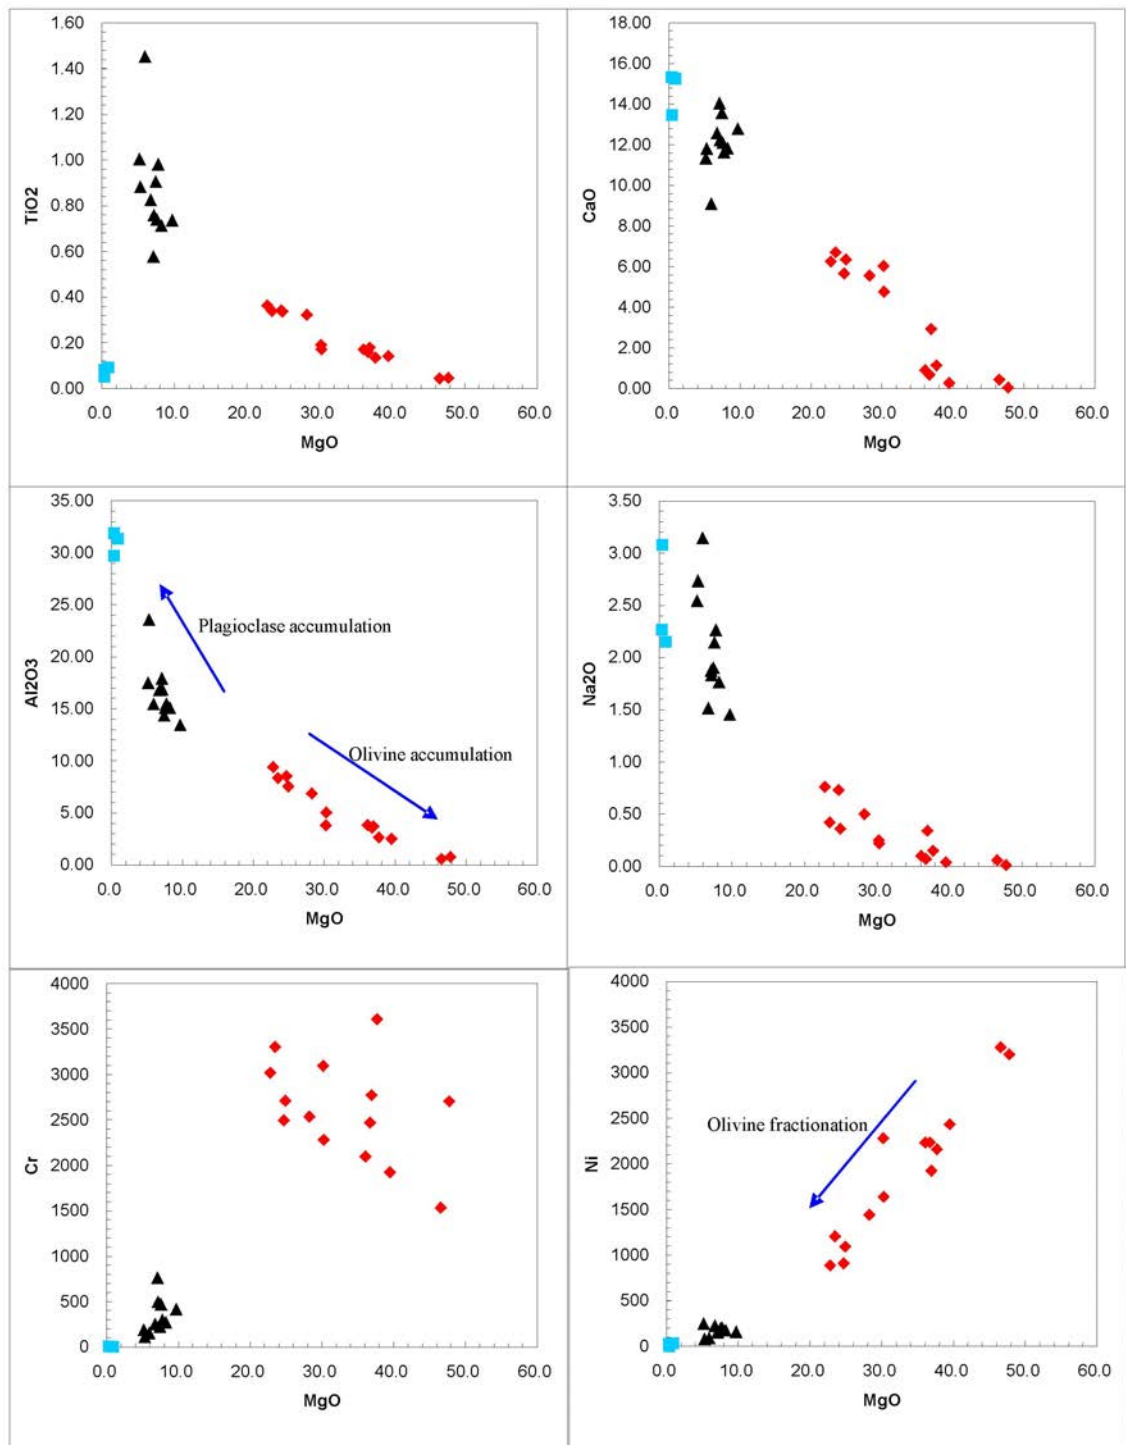 1.60
1.40
1.20
1.00
0.80
0.60
0.40
0.20
0.00
TiO2
0.0 10.0 20.0 30.0 40.0 50.0 60.0
MgO
18.00
16.00
14.00
12.00
10.00
8.00
6.00
4.00
2.00
0.00
CaO
0.0 10.0 20.0 30.0 40.0 50.0 60.0
MgO
35.00
30.00
25.00
20.00
15.00
10.00
5.00
0.00
Al2O3
Plagioclase accumulation
Olivine accumulation
0.0 10.0 20.0 30.0 40.0 50.0 60.0
MgO
3.50
3.00
2.50
2.00
1.50
1.00
0.50
0.00
Na2O
0.0 10.0 20.0 30.0 40.0 50.0 60.0
MgO
4000
3500
3000
2500
2000
1500
1000
500
0
Cr
0.0 10.0 20.0 30.0 40.0 50.0 60.0
MgO
4000
3500
3000
2500
2000
1500
1000
500
0
Ni
Olivine fractionation
0.0 10.0 20.0 30.0 40.0 50.0 60.0
MgO